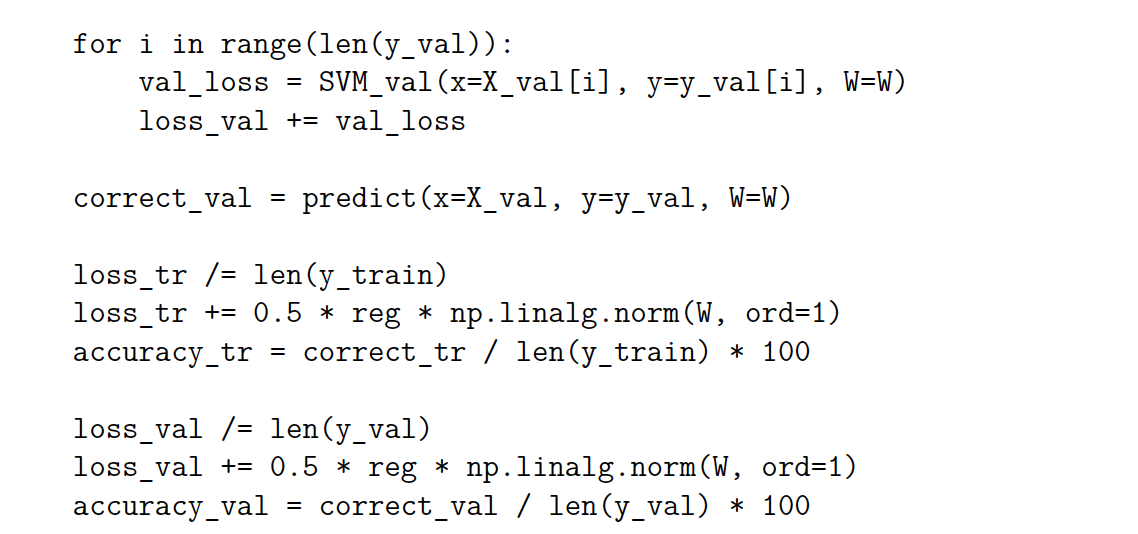 for i in range(len(y_val)):
    val_loss = SVM_val(x=X_val[i], y=y_val[i], W=W)
    loss_val += val_loss

correct_val = predict(x=X_val, y=y_val, W=W)

loss_tr /= len(y_train)
loss_tr += 0.5 * reg * np.linalg.norm(W, ord=1)
accuracy_tr = correct_tr / len(y_train) * 100

loss_val /= len(y_val)
loss_val += 0.5 * reg * np.linalg.norm(W, ord=1)
accuracy_val = correct_val / len(y_val) * 100